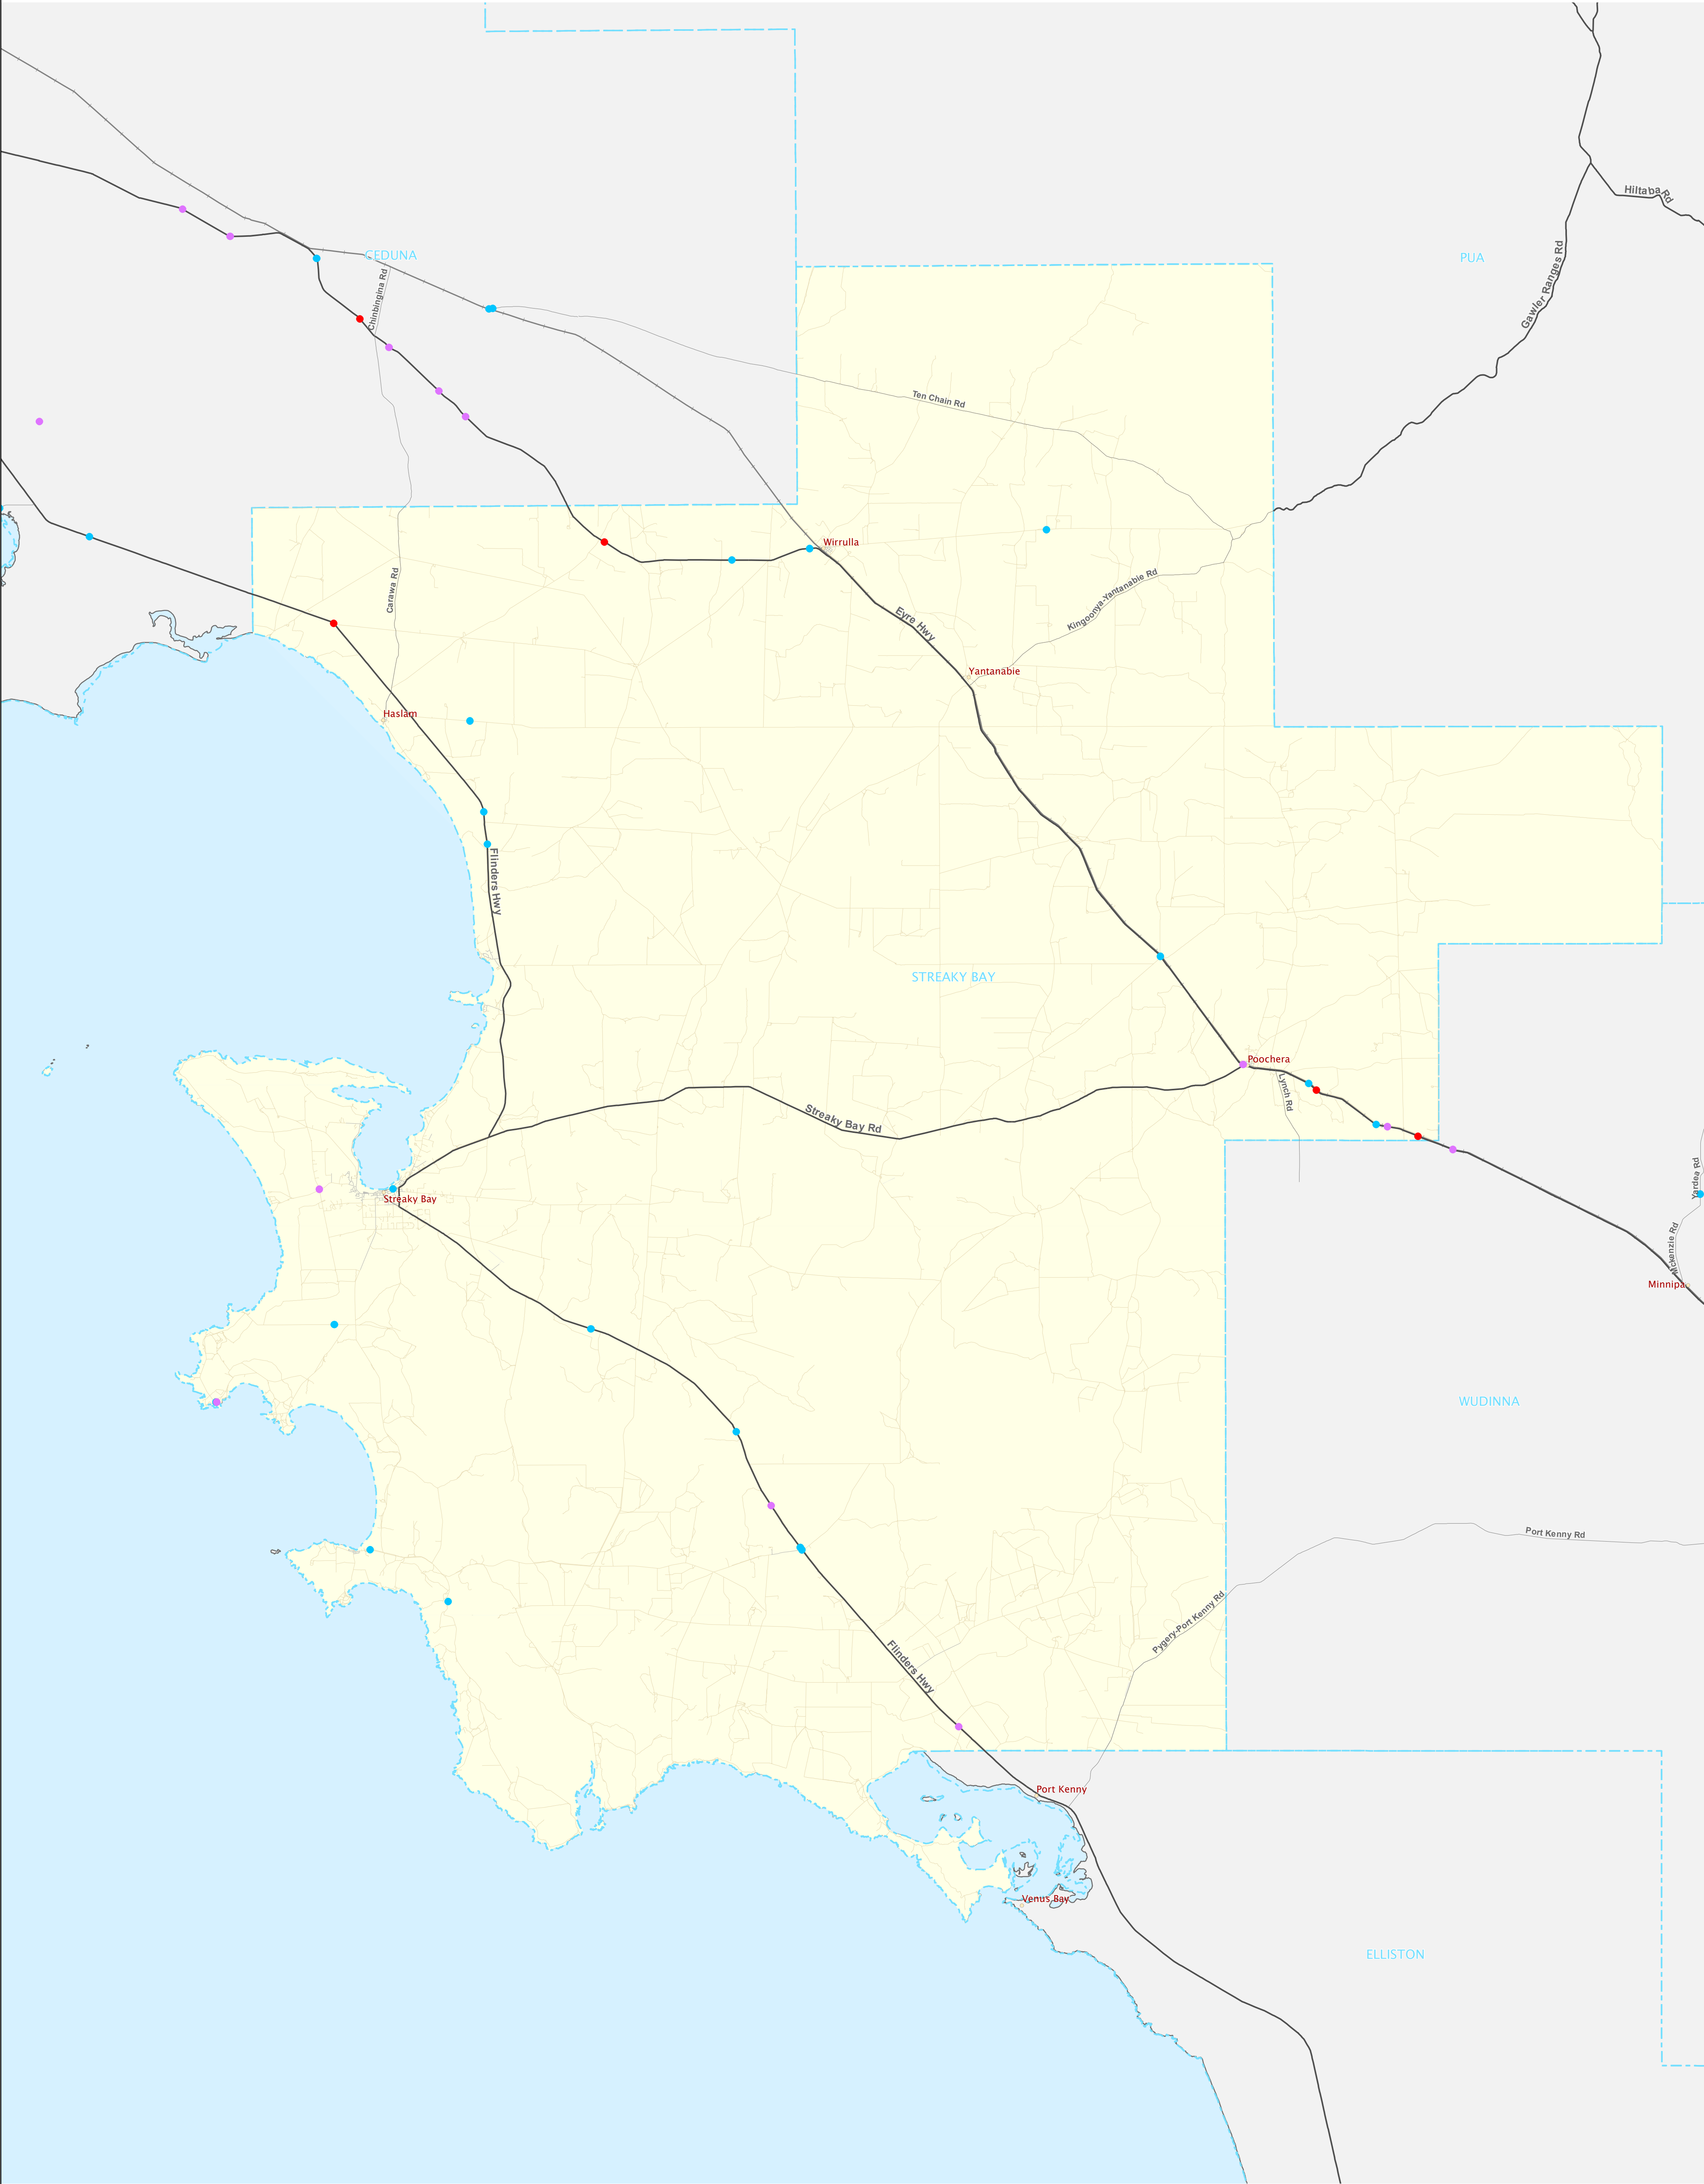 Hiltaba Rd
CEDUNA
PUA
Gawler Ranges Rd
Chinbingina Rd
Ten Chain Rd
Wirrulla
Carawa Rd
Kingoonya-Yantanabie Rd
Eyre Hwy
Yantanabie
Haslam
Flinders Hwy
STREAKY BAY
Poochera
Lynch Rd
Streaky Bay Rd
Yardea Rd
Streaky Bay
Mckenzie Rd
Minnipa
WUDINNA
Port Kenny Rd
Pygery-Port Kenny Rd
Flinders Hwy
Port Kenny
Venus Bay
ELLISTON